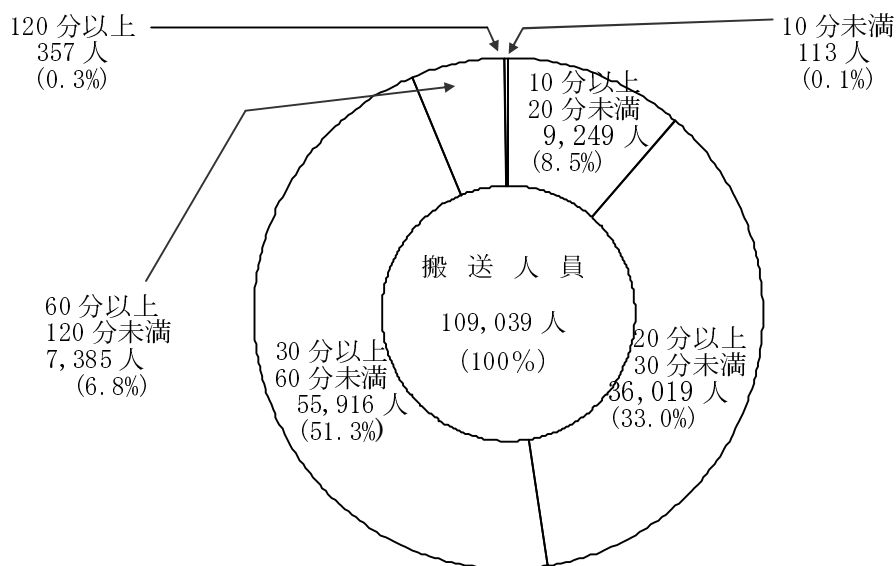 120 分以上
357 人
(0.3%)
10 分未満
113 人
(0.1%)
10 分以上
20 分未満
9,249 人
(8.5%)
搬 送 人 員
109,039 人
(100%)
60 分以上
120 分未満
7,385 人
(6.8%)
30 分以上
60 分未満
55,916 人
(51.3%)
20 分以上
30 分未満
36,019 人
(33.0%)